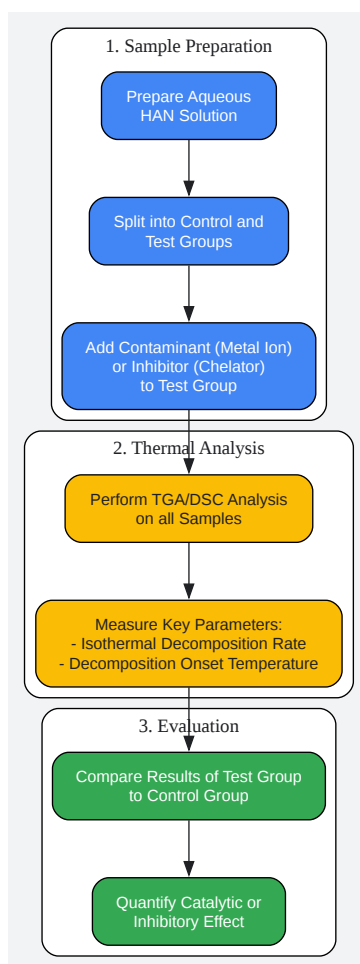 1. Sample Preparation
Prepare Aqueous
HAN Solution
Split into Control and
Test Groups
Add Contaminant (Metal Ion)
or Inhibitor (Chelator)
to Test Group
2. Thermal Analysis
Perform TGA/DSC Analysis
on all Samples
Measure Key Parameters:
- Isothermal Decomposition Rate
- Decomposition Onset Temperature
3. Evaluation
Compare Results of Test Group
to Control Group
Quantify Catalytic or
Inhibitory Effect